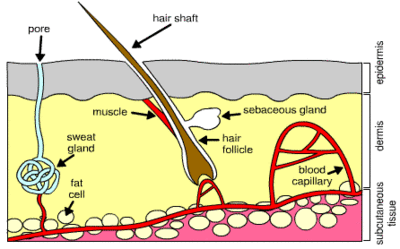 hair shaft
pore
epidermis
muscle
sebaceous gland
sweat
gland
hair
follicle
dermis
fat
cell
blood
capillary
subcutaneous
tissue